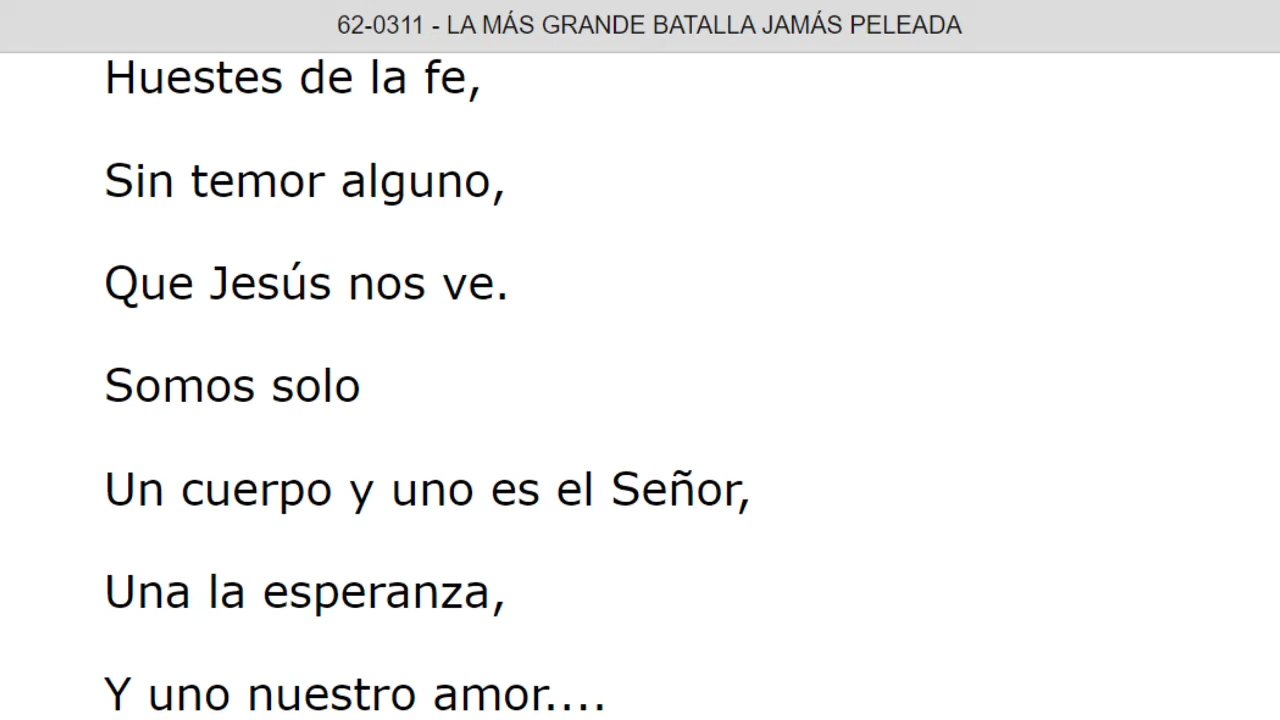 62-0311 - LA MÁS GRANDE BATALLA JAMÁS PELEADA
Huestes de la fe,
Sin temor alguno,
Que Jesús nos ve.
Somos solo
Un cuerpo y uno es el Señor,
Una la esperanza,
Y uno nuestro amor....